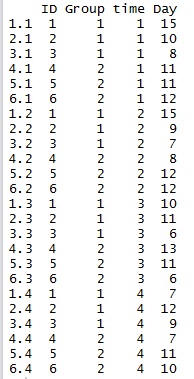 ID Group time Day
1.1 1 1 1 15
2.1 2 1 1 10
3.1 3 1 1 8
4.1 4 2 1 11
5.1 5 2 1 11
6.1 6 2 1 12
1.2 1 1 2 15
2.2 2 1 2 9
3.2 3 1 2 7
4.2 4 2 2 8
5.2 5 2 2 12
6.2 6 2 2 12
1.3 1 1 3 10
2.3 2 1 3 11
3.3 3 1 3 6
4.3 4 2 3 13
5.3 5 2 3 11
6.3 6 2 3 6
1.4 1 1 4 7
2.4 2 1 4 12
3.4 3 1 4 9
4.4 4 2 4 7
5.4 5 2 4 11
6.4 6 2 4 10